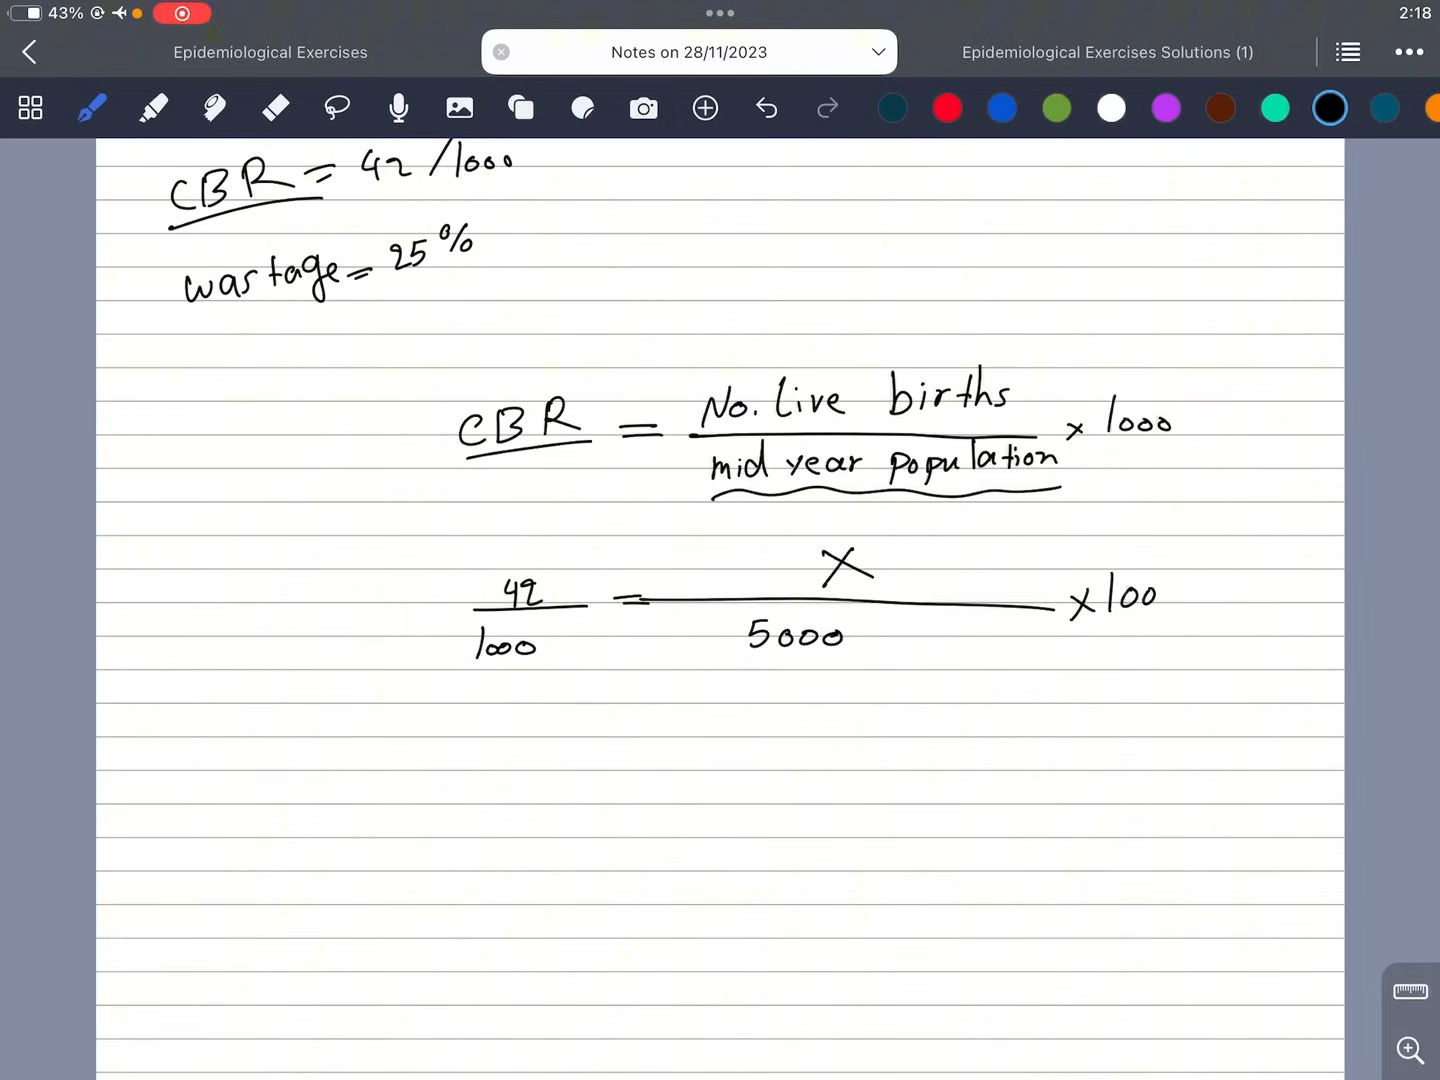 43%
2:18
Epidemiological Exercises
Notes on 28/11/2023
Epidemiological Exercises Solutions (1)
CBR = 42 /1000
wastage = 25%
CBR = No. live births / mid year population × 1000
42 / 1000 = X / 5000 × 100